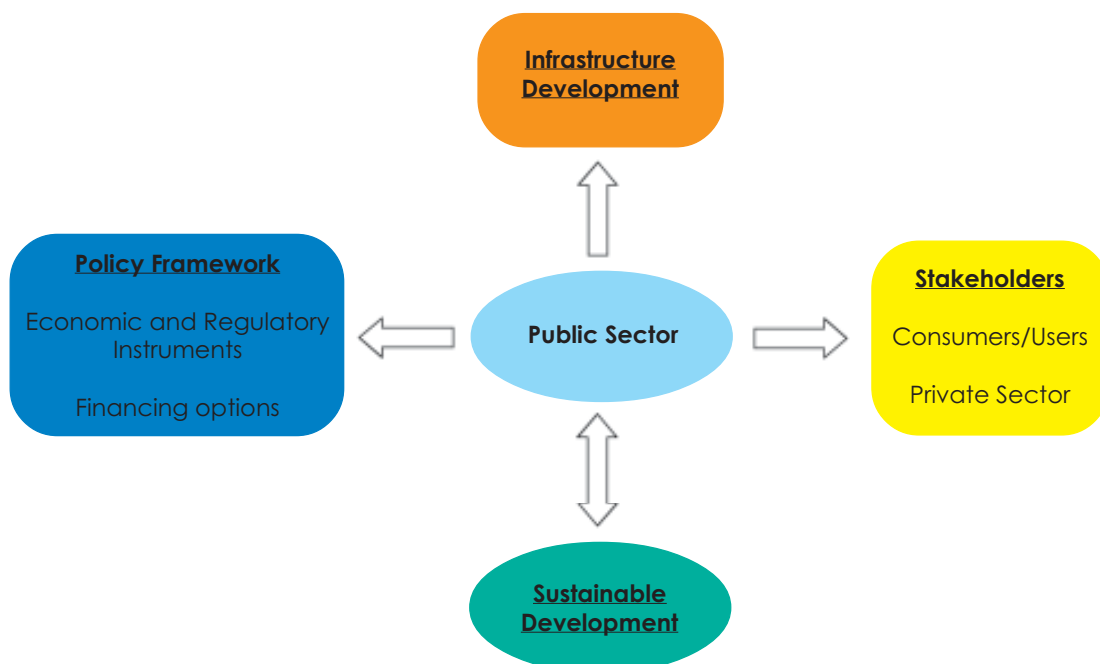 Infrastructure
Development
Policy Framework
Economic and Regulatory
Instruments
Financing options
Public Sector
Stakeholders
Consumers/Users
Private Sector
Sustainable
Development